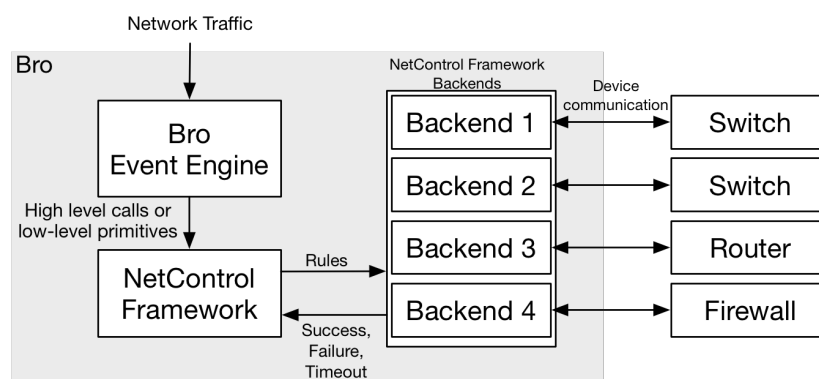 Network Traffic
Bro
NetControl Framework
Backends
Bro
Event Engine
High level calls or
low-level primitives
NetControl
Framework
Rules
Success,
Failure,
Timeout
Backend 1
Backend 2
Backend 3
Backend 4
Device
communication
Switch
Switch
Router
Firewall